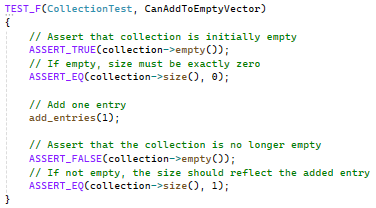 TEST_F(CollectionTest, CanAddToEmptyVector)
{
    // Assert that collection is initially empty
    ASSERT_TRUE(collection->empty());
    // If empty, size must be exactly zero
    ASSERT_EQ(collection->size(), 0);

    // Add one entry
    add_entries(1);

    // Assert that the collection is no longer empty
    ASSERT_FALSE(collection->empty());
    // If not empty, the size should reflect the added entry
    ASSERT_EQ(collection->size(), 1);
}